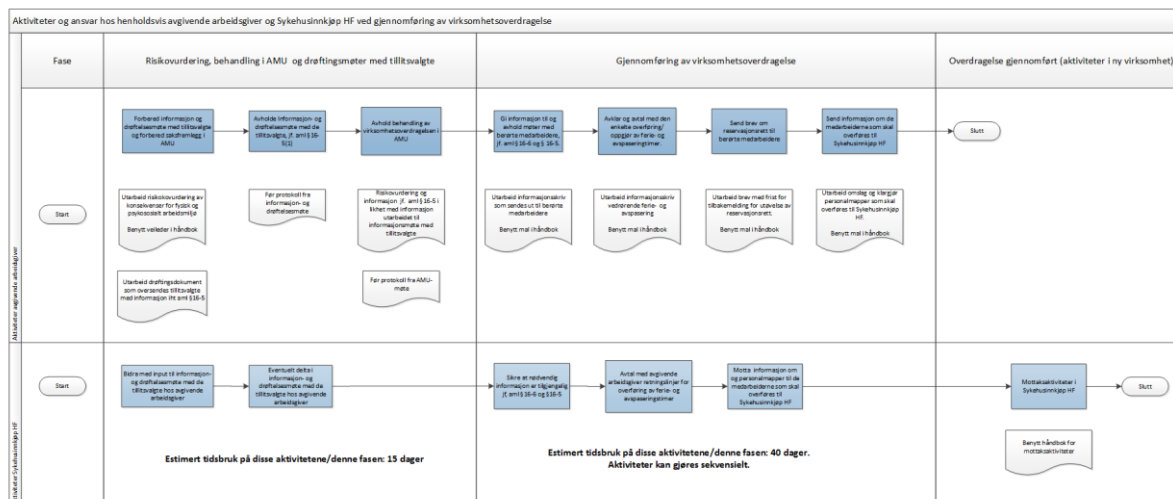 Aktiviteter og ansvar hos henholdsvis avgivende arbeidsgiver og Sykehusinnkjøp HF ved gjennomføring av virksomhetsoverdragelse
Fase
Risikovurdering, behandling i AMU og drøftingsmøter med tillitsvalgte
Gjennomføring av virksomhetsoverdragelse
Overdragelse gjennomført (aktiviteter i ny virksomhet)
Aktiviteter avgivende arbeidsgiver
Start
Forbered informasjon og
drøftelsesmøte med tillitsvalgte
og forbered saksfremlegg i
AMU
Avholde informasjon- og
drøftelsesmøte med de
tillitsvalgte, jf. aml § 16-
5(1)
Avhold behandling av
virksomhetsoverdragelsen i
AMU
Gi informasjon til og
avhold møter med
berørte medarbeidere,
jf. aml §16-6 og § 16-5.
Avklar og avtal med den
enkelte overføring/
oppgjør av ferie- og
avspaseringtimer.
Send brev om
reservasjonsrett til
berørte medarbeidere
Send informasjon om de
medarbeiderne som skal
overføres til
Sykehusinnkjøp HF
Slutt
Utarbeid risikovurdering av
konsekvenser for fysisk og
psykososialt arbeidsmiljø
Benytt veileder i håndbok
Før protokoll fra
informasjon- og
drøftelsesmøte
Risikovurdering og
informasjon jf. aml §16-5 i
likhet med informasjon
utarbeidet til
informasjonsmøte med
tillitsvalgte
Utarbeid informasjonsskriv
som sendes ut til berørte
medarbeidere
Benytt mal i håndbok
Utarbeid informasjonsskriv
vedrørende ferie- og
avspasering
Benytt mal i håndbok
Utarbeid brev med frist for
tilbakemelding for utøvelse av
reservasjonsrett.
Benytt mal i håndbok
Utarbeid omslag og klargjør
personalmapper som skal
overføres til Sykehusinnkjøp
HF.
Benytt mal i håndbok
Utarbeid drøftingsdokument
som oversendes tillitsvalgte
med informasjon iht aml §16-5
Før protokoll fra AMU-
møte
Start
Bidra med input til informasjon-
og drøftelsesmøte med de
tillitsvalgte hos avgivende
arbeidsgiver
Eventuelt delta i
informasjon- og
drøftelsesmøte med de
tillitsvalgte hos avgivende
arbeidsgiver
Sikre at nødvendig
informasjon er tilgjengelig
jf. aml §16-6 og §16-5
Avtal med avgivende
arbeidsgiver retningslinjer for
overføring av ferie- og
avspaseringstimer
Motta informasjon om
og personalmapper til de
medarbeiderne som skal
overføres til
Sykehusinnkjøp HF
Mottaksaktiviteter i
Sykehusinnkjøp HF
Slutt
Benytt håndbok for
mottaksaktiviteter
Estimert tidsbruk på disse aktivitetene/denne fasen: 15 dager
Estimert tidsbruk på disse aktivitetene/denne fasen: 40 dager.
Aktiviteter kan gjøres sekvensielt.
Sykehusinnkjøp HF